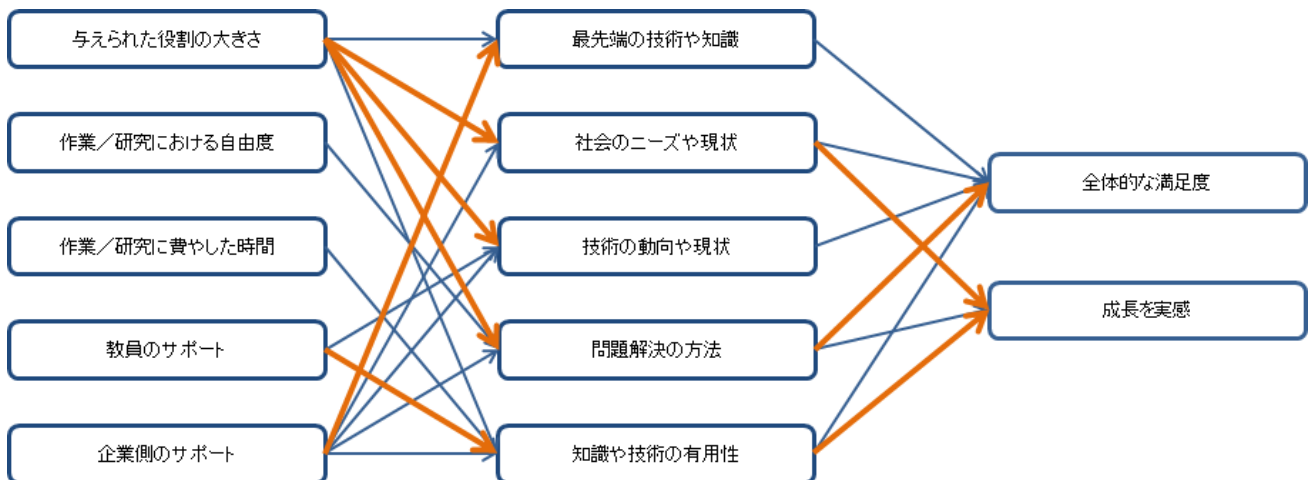 与えられた役割の大きさ
作業／研究における自由度
作業／研究に費やした時間
教員のサポート
企業側のサポート
最先端の技術や知識
社会のニーズや現状
技術の動向や現状
問題解決の方法
知識や技術の有用性
全体的な満足度
成長を実感